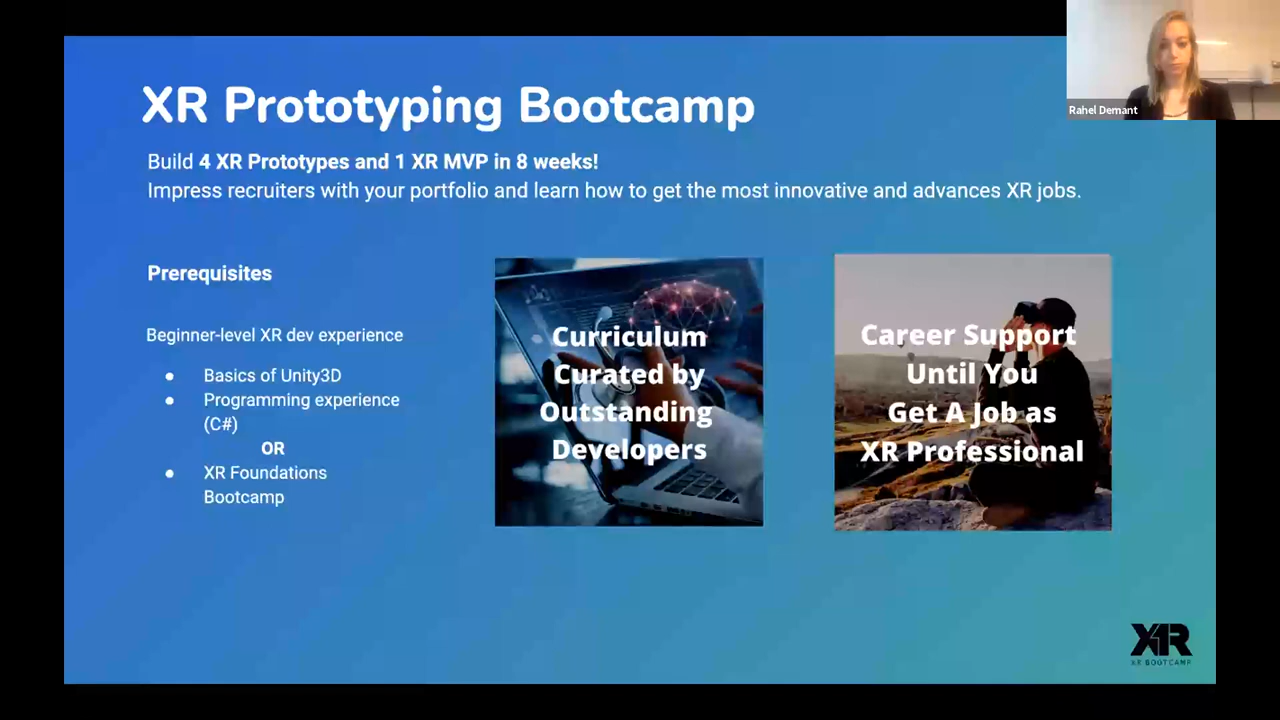 Rahel Demant
XR Prototyping Bootcamp
Build 4 XR Prototypes and 1 XR MVP in 8 weeks!
Impress recruiters with your portfolio and learn how to get the most innovative and advances XR jobs.
Prerequisites
Beginner-level XR dev experience
● Basics of Unity3D
● Programming experience
(C#)
OR
● XR Foundations
Bootcamp
Curriculum
Curated by
Outstanding
Developers
Career Support
Until You
Get A Job as
XR Professional
XR
XR BOOTCAMP